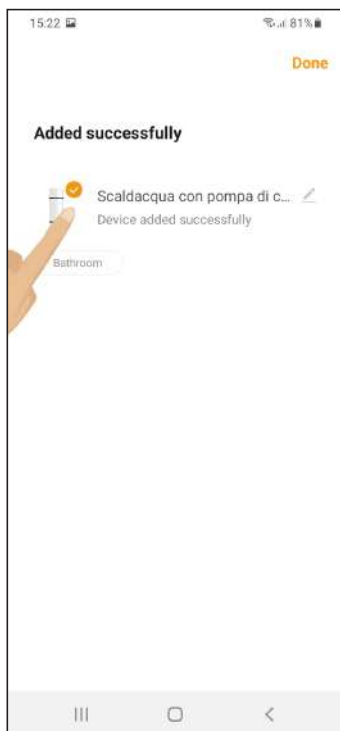 15:22 81%
Done
Added successfully
Scaldacqua con pompa di c...
Device added successfully
Bathroom